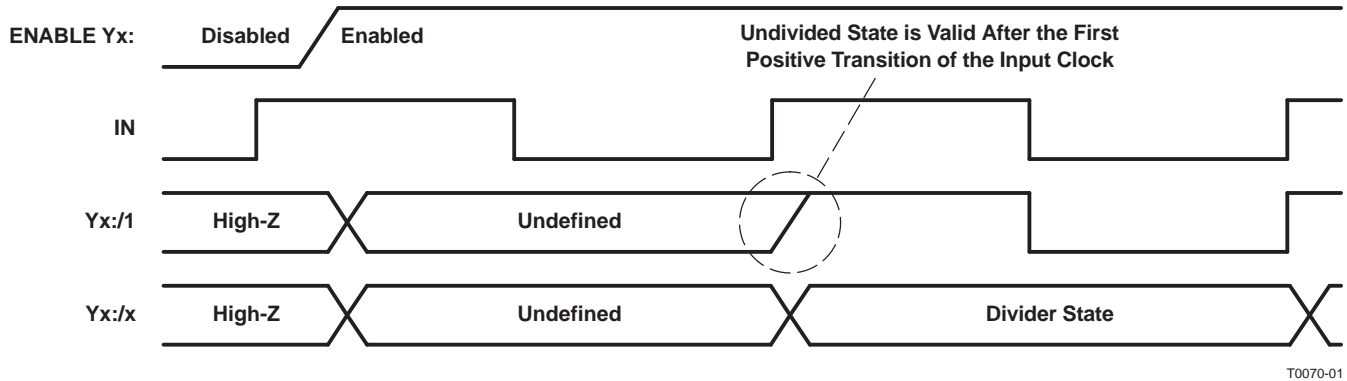 ENABLE Yx: Disabled Enabled
Undivided State is Valid After the First
Positive Transition of the Input Clock
IN
Yx:/1 High-Z Undefined
Yx:/x High-Z Undefined Divider State
T0070-01